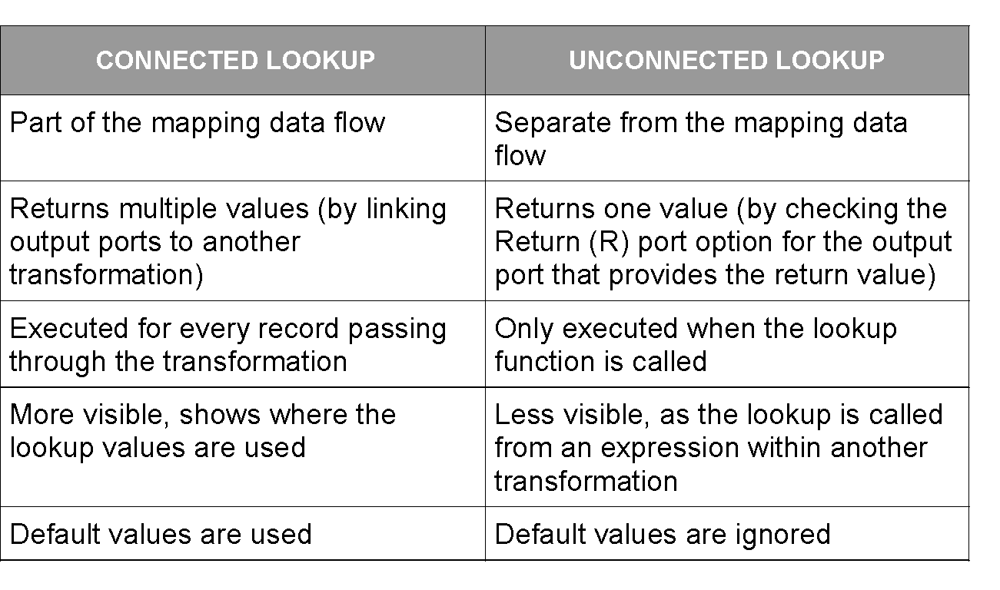 CONNECTED LOOKUP
UNCONNECTED LOOKUP
Part of the mapping data flow
Separate from the mapping data
flow
Returns multiple values (by linking
output ports to another
transformation)
Returns one value (by checking the
Return (R) port option for the output
port that provides the return value)
Executed for every record passing
through the transformation
Only executed when the lookup
function is called
More visible, shows where the
lookup values are used
Less visible, as the lookup is called
from an expression within another
transformation
Default values are used
Default values are ignored